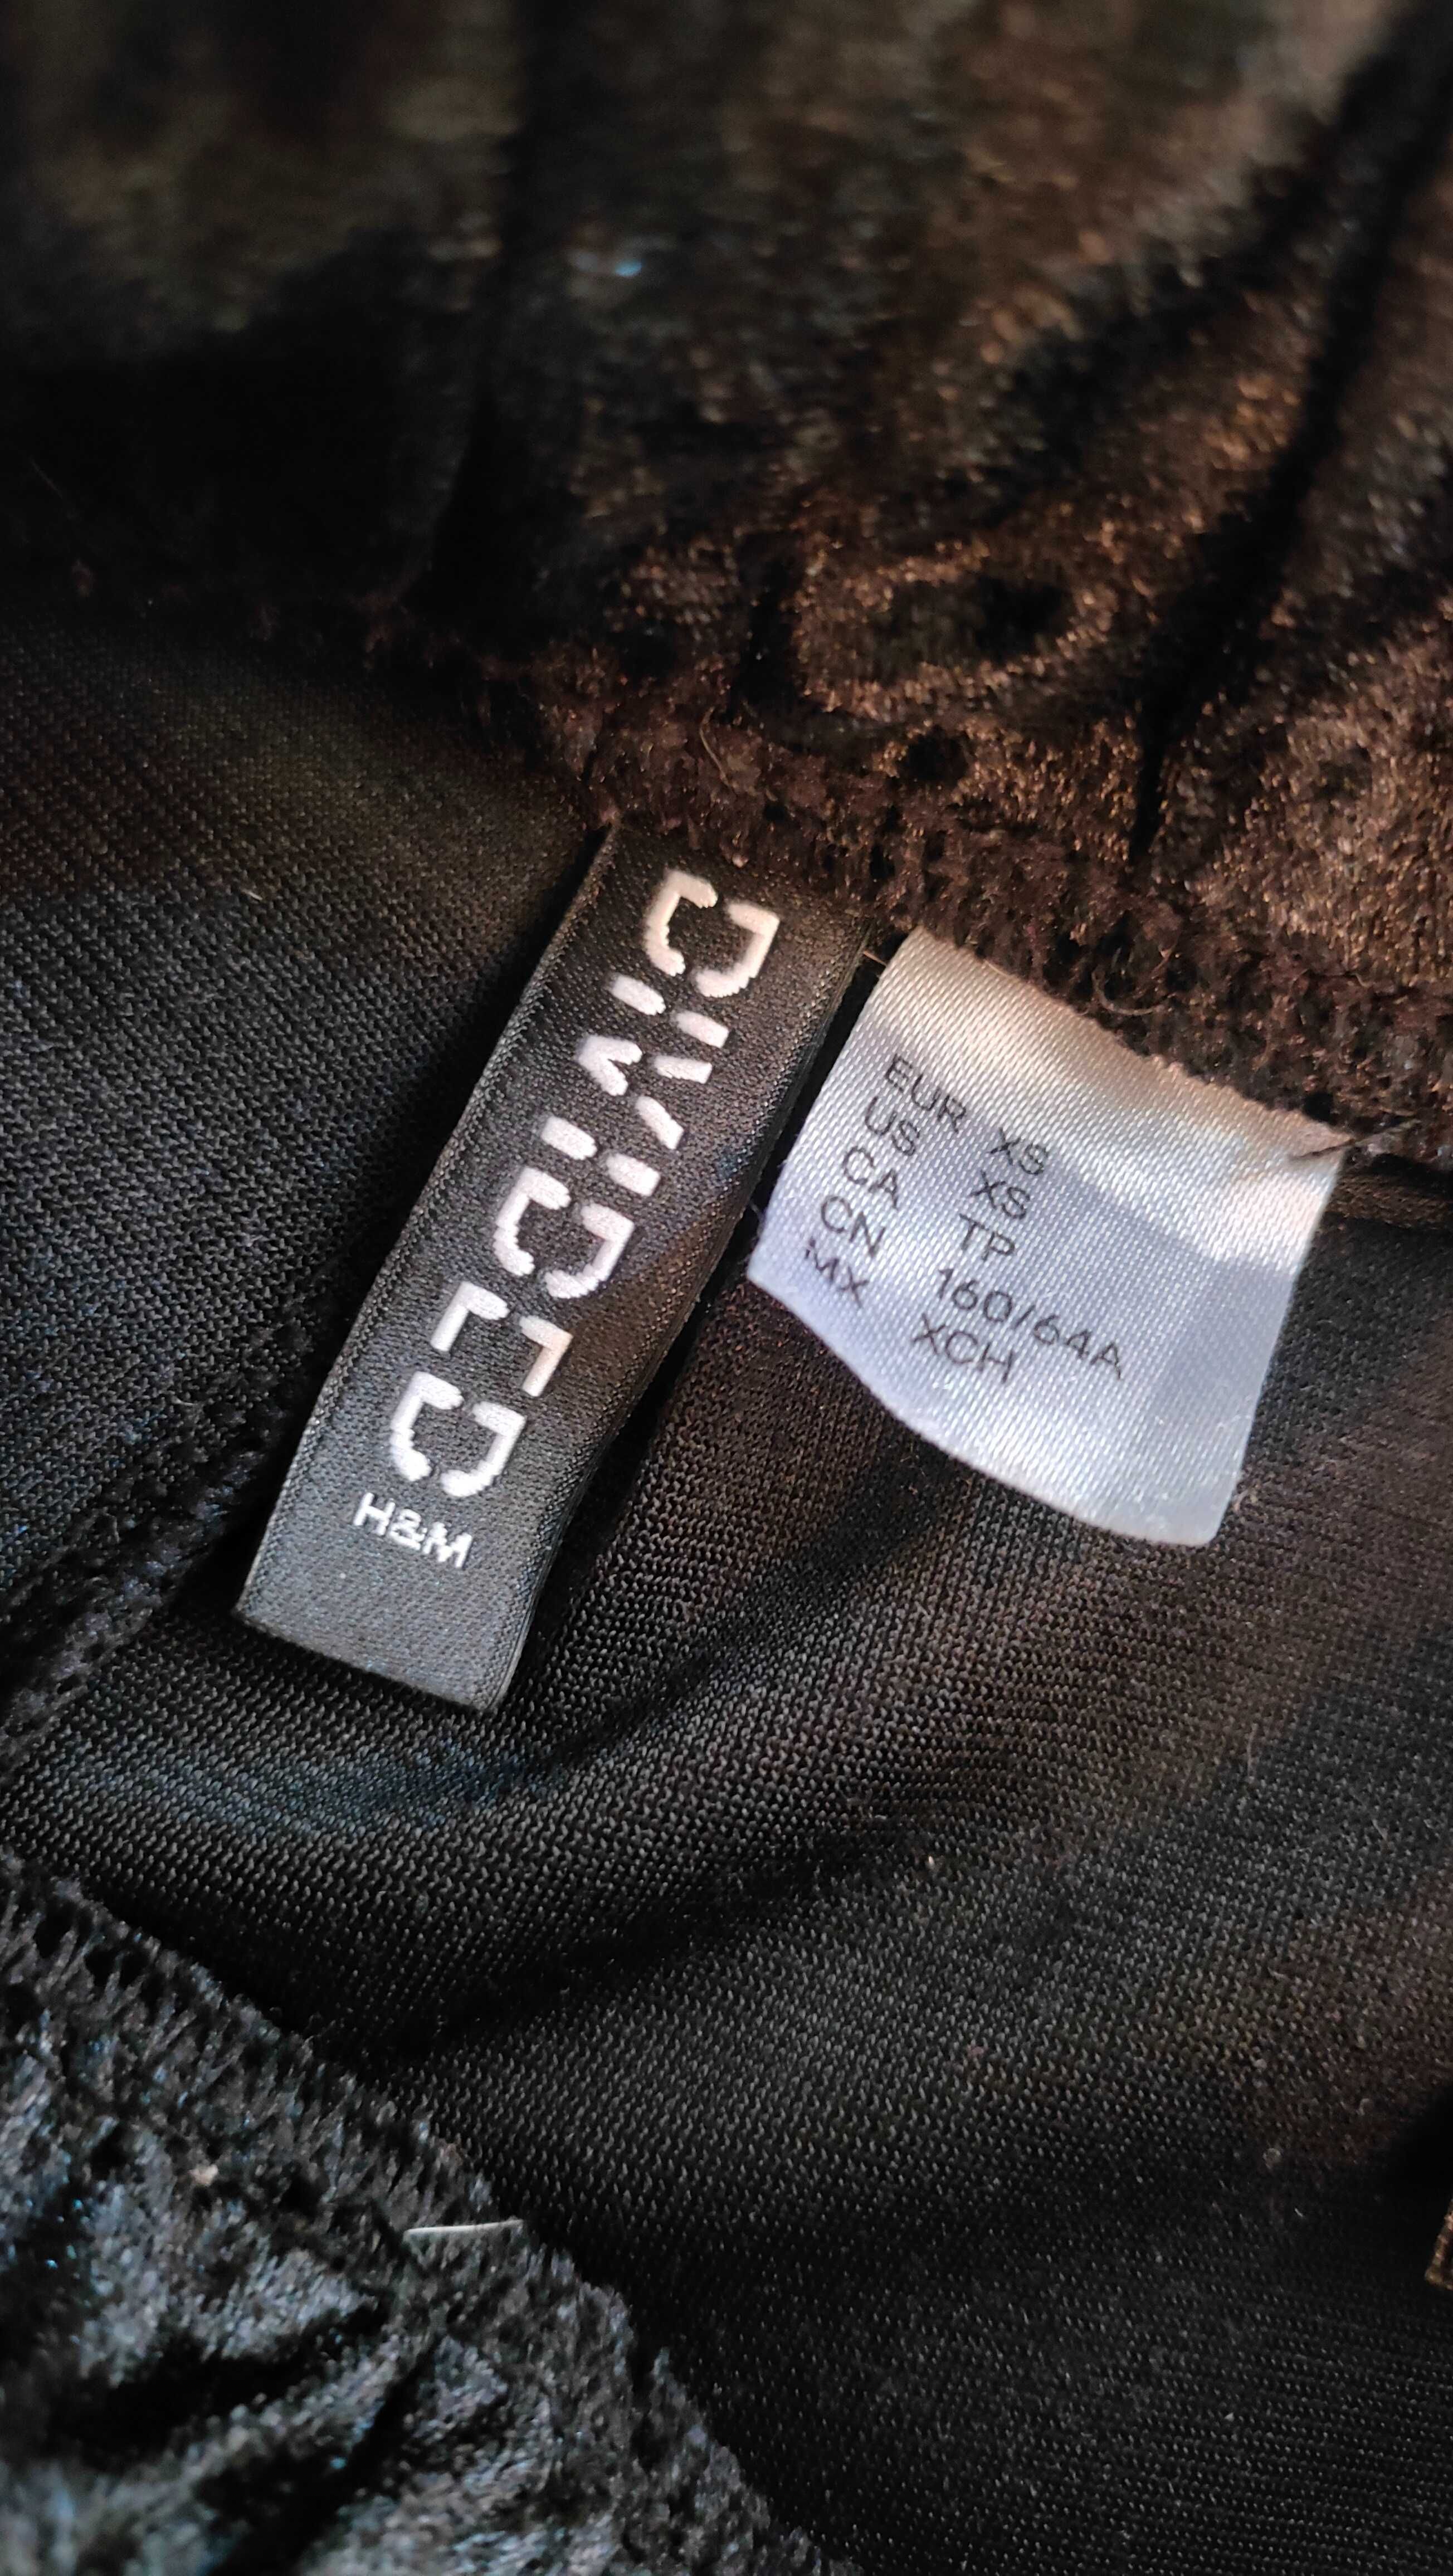 DIVIDED
H&M
EUR XS
US XS
CA TP
CN 160/64A
MX XCH